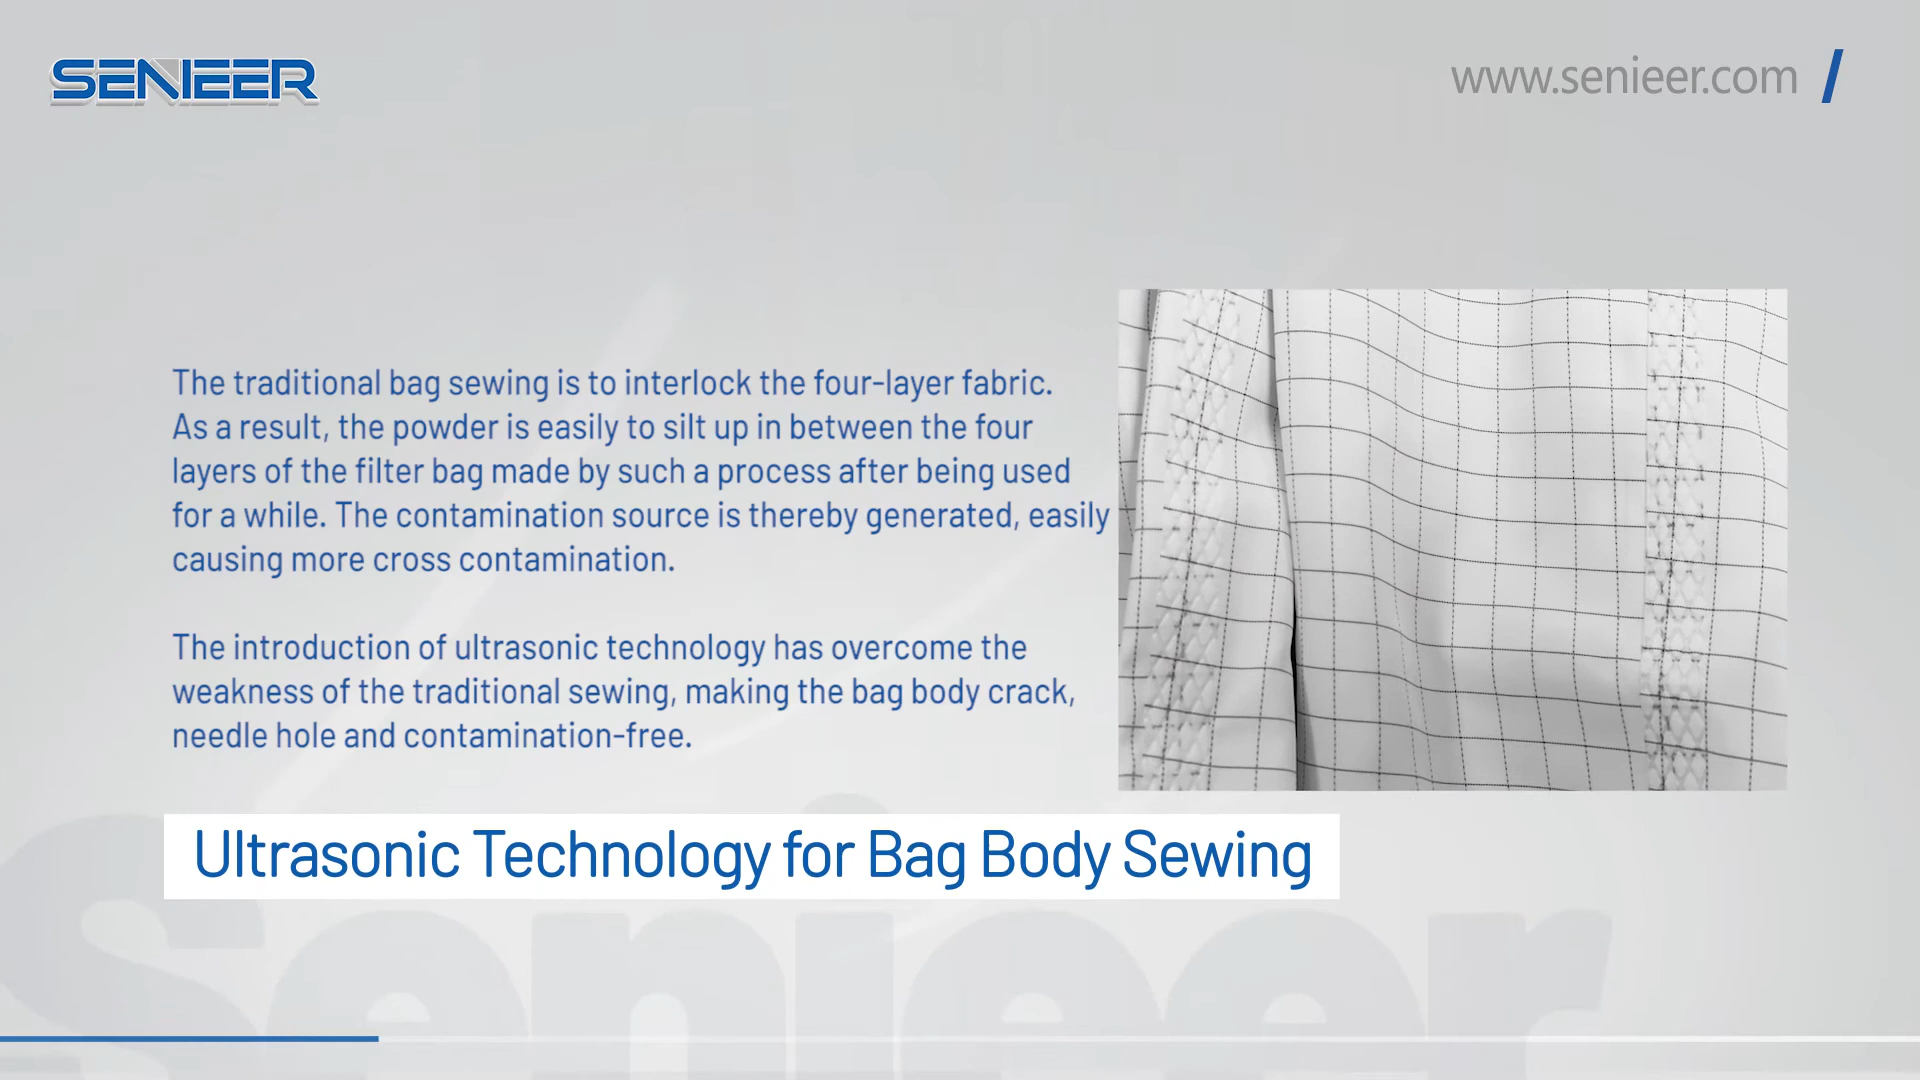 SENIEER
www.senieer.com
The traditional bag sewing is to interlock the four-layer fabric.
As a result, the powder is easily to silt up in between the four
layers of the filter bag made by such a process after being used
for a while. The contamination source is thereby generated, easily
causing more cross contamination.
The introduction of ultrasonic technology has overcome the
weakness of the traditional sewing, making the bag body crack,
needle hole and contamination-free.
Ultrasonic Technology for Bag Body Sewing
Senieer